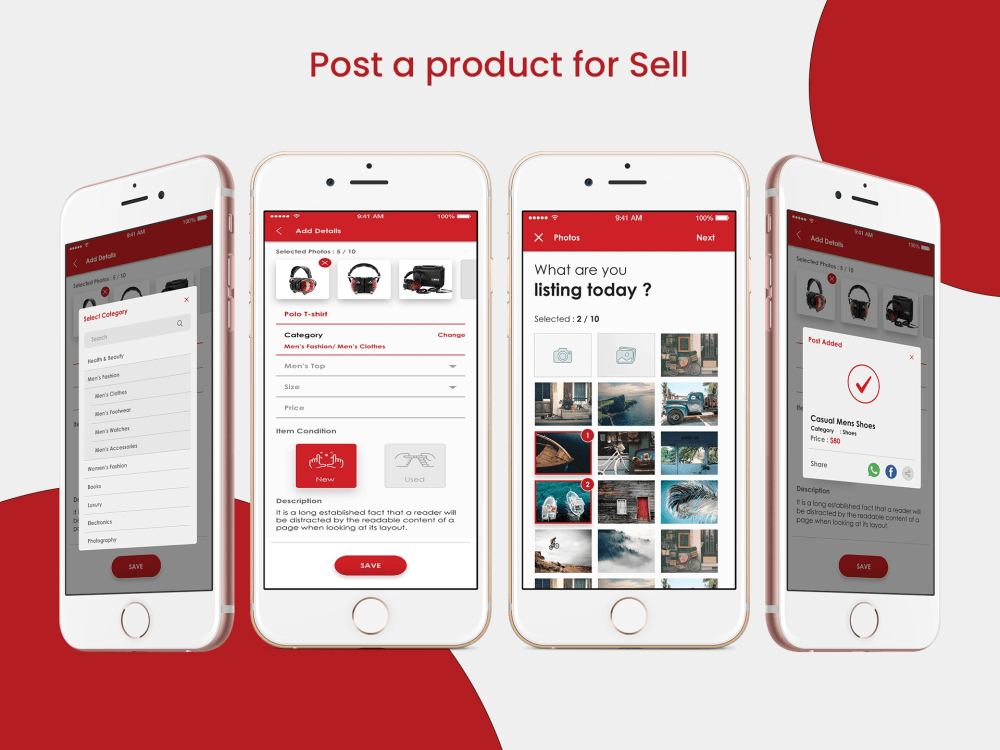 Post a product for Sell
9:41 AM
100%
Add Details
Selected Photos : 5 / 10
Select Category
Search
Health & Beauty
Men's Fashion
Men's Clothes
Men's Footwear
Men's Watches
Men's Accessories
Women's Fashion
Books
Luxury
Electronics
Photography
SAVE
9:41 AM
100%
Add Details
Selected Photos : 5 / 10
Polo T-shirt
Category
Change
Men's Fashion/ Men's Clothes
Men's Top
Size
Price
Item Condition
New
Used
Description
It is a long established fact that a reader will
be distracted by the readable content of a
page when looking at its layout.
SAVE
9:41 AM
100%
Photos
Next
What are you
listing today ?
Selected : 2 / 10
1
2
9:41 AM
100%
Add Details
Selected Photos : 5 / 10
Post Added
Casual Mens Shoes
Category : Shoes
Price : $80
Share
Description
It is a long established fact that a reader will
be distracted by the readable content of a
page when looking at its layout.
SAVE